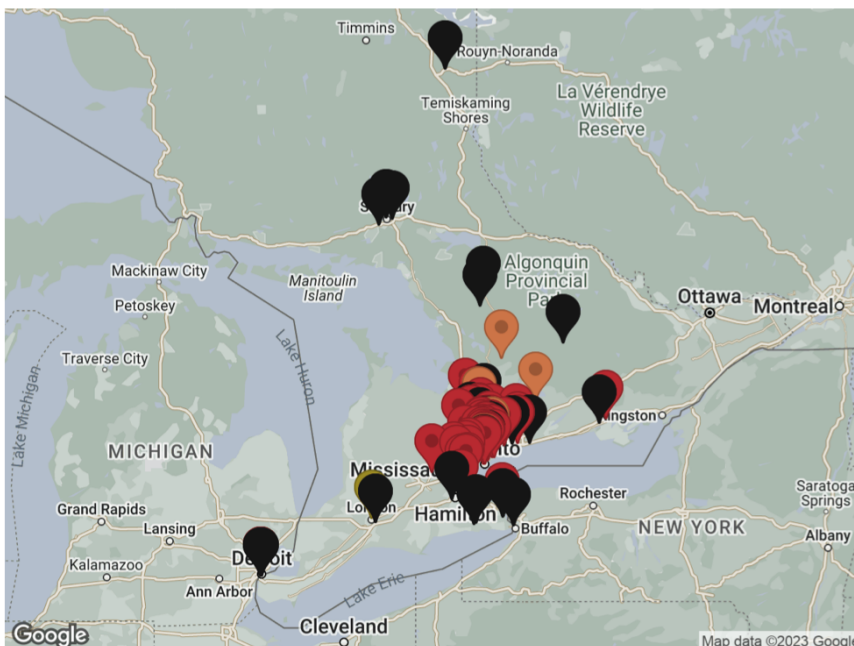 Timmins
Rouyn-Noranda
La Vérendrye
Wildlife
Reserve
Temiskaming
Shores
Mackinaw City
Manitoulin
Island
Algonquin
Provincial
Petoskey
Ottawa
Montreal
Traverse City
Lake Huron
Lake Michigan
MICHIGAN
Grand Rapids
Lansing
Rochester
Saratoga
Springs
Hamilton
Buffalo
NEW YORK
Albany
Kalamazoo
Ann Arbor
Lake Erie
Cleveland
Google
Map data ©2023 Google